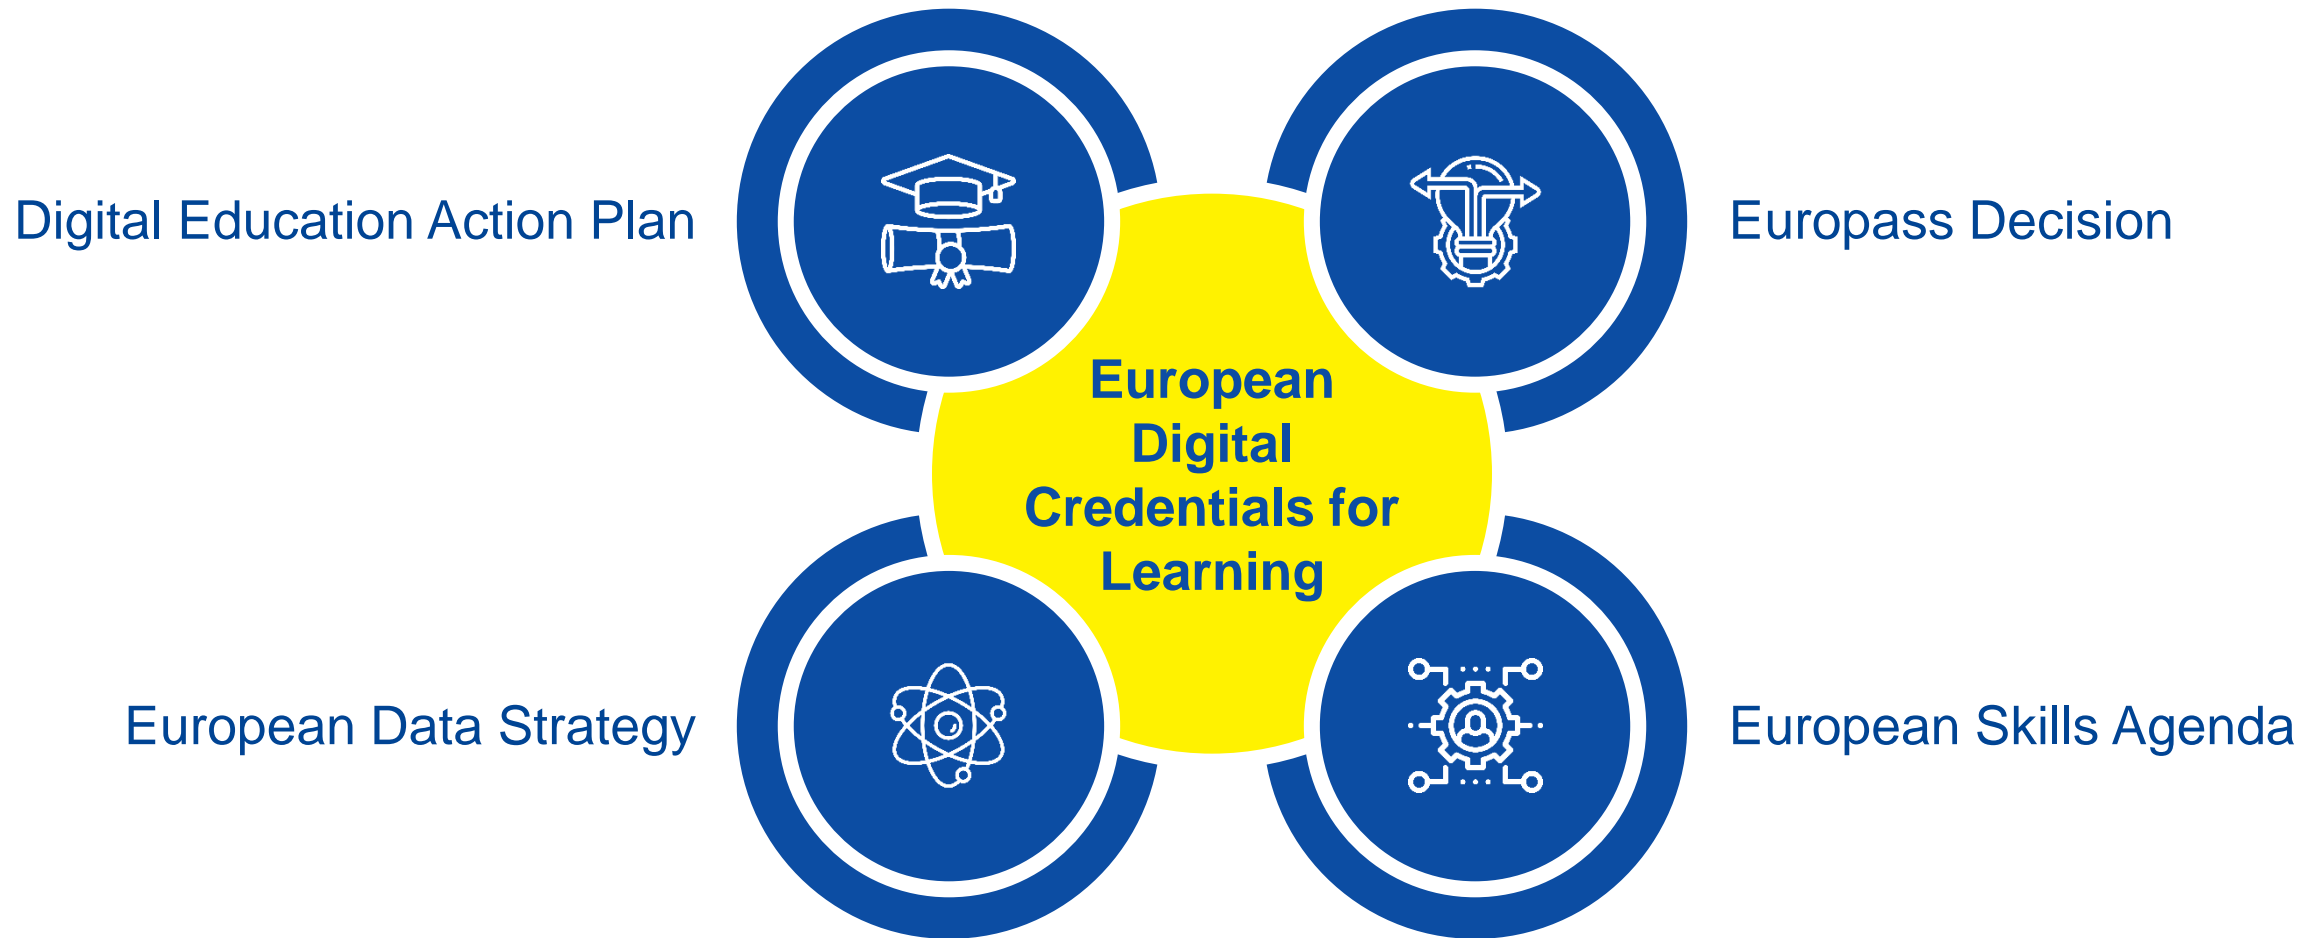 Digital Education Action Plan
Europass Decision
European
Digital
Credentials for
Learning
European Data Strategy
European Skills Agenda